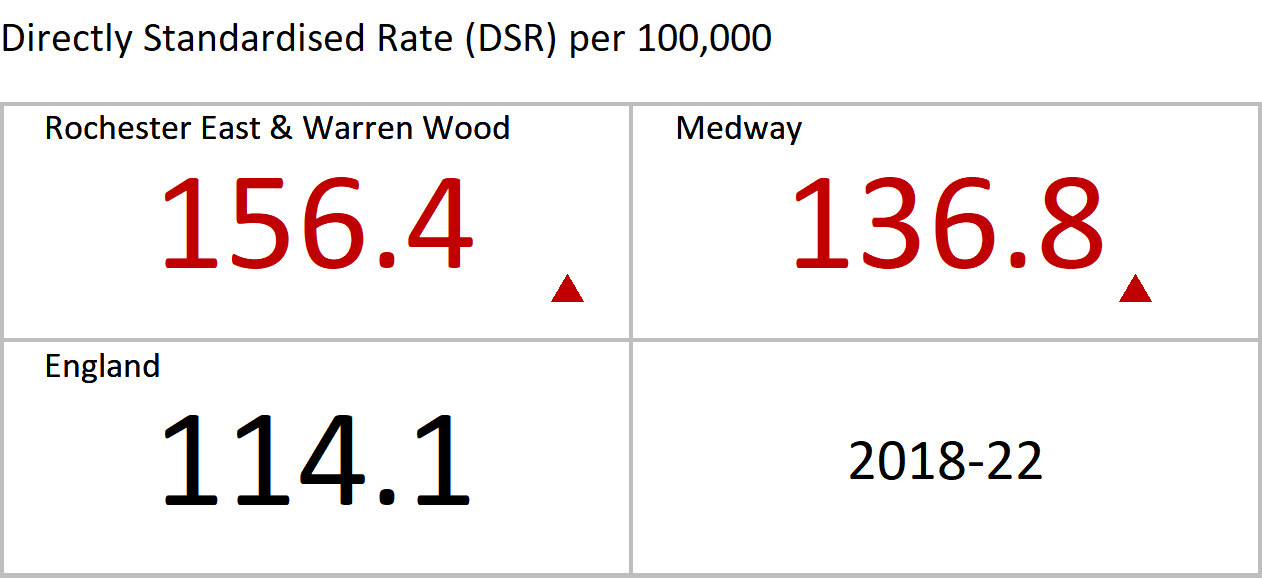 Directly Standardised Rate (DSR) per 100,000
Rochester East & Warren Wood
156.4
Medway
136.8
England
114.1
2018-22